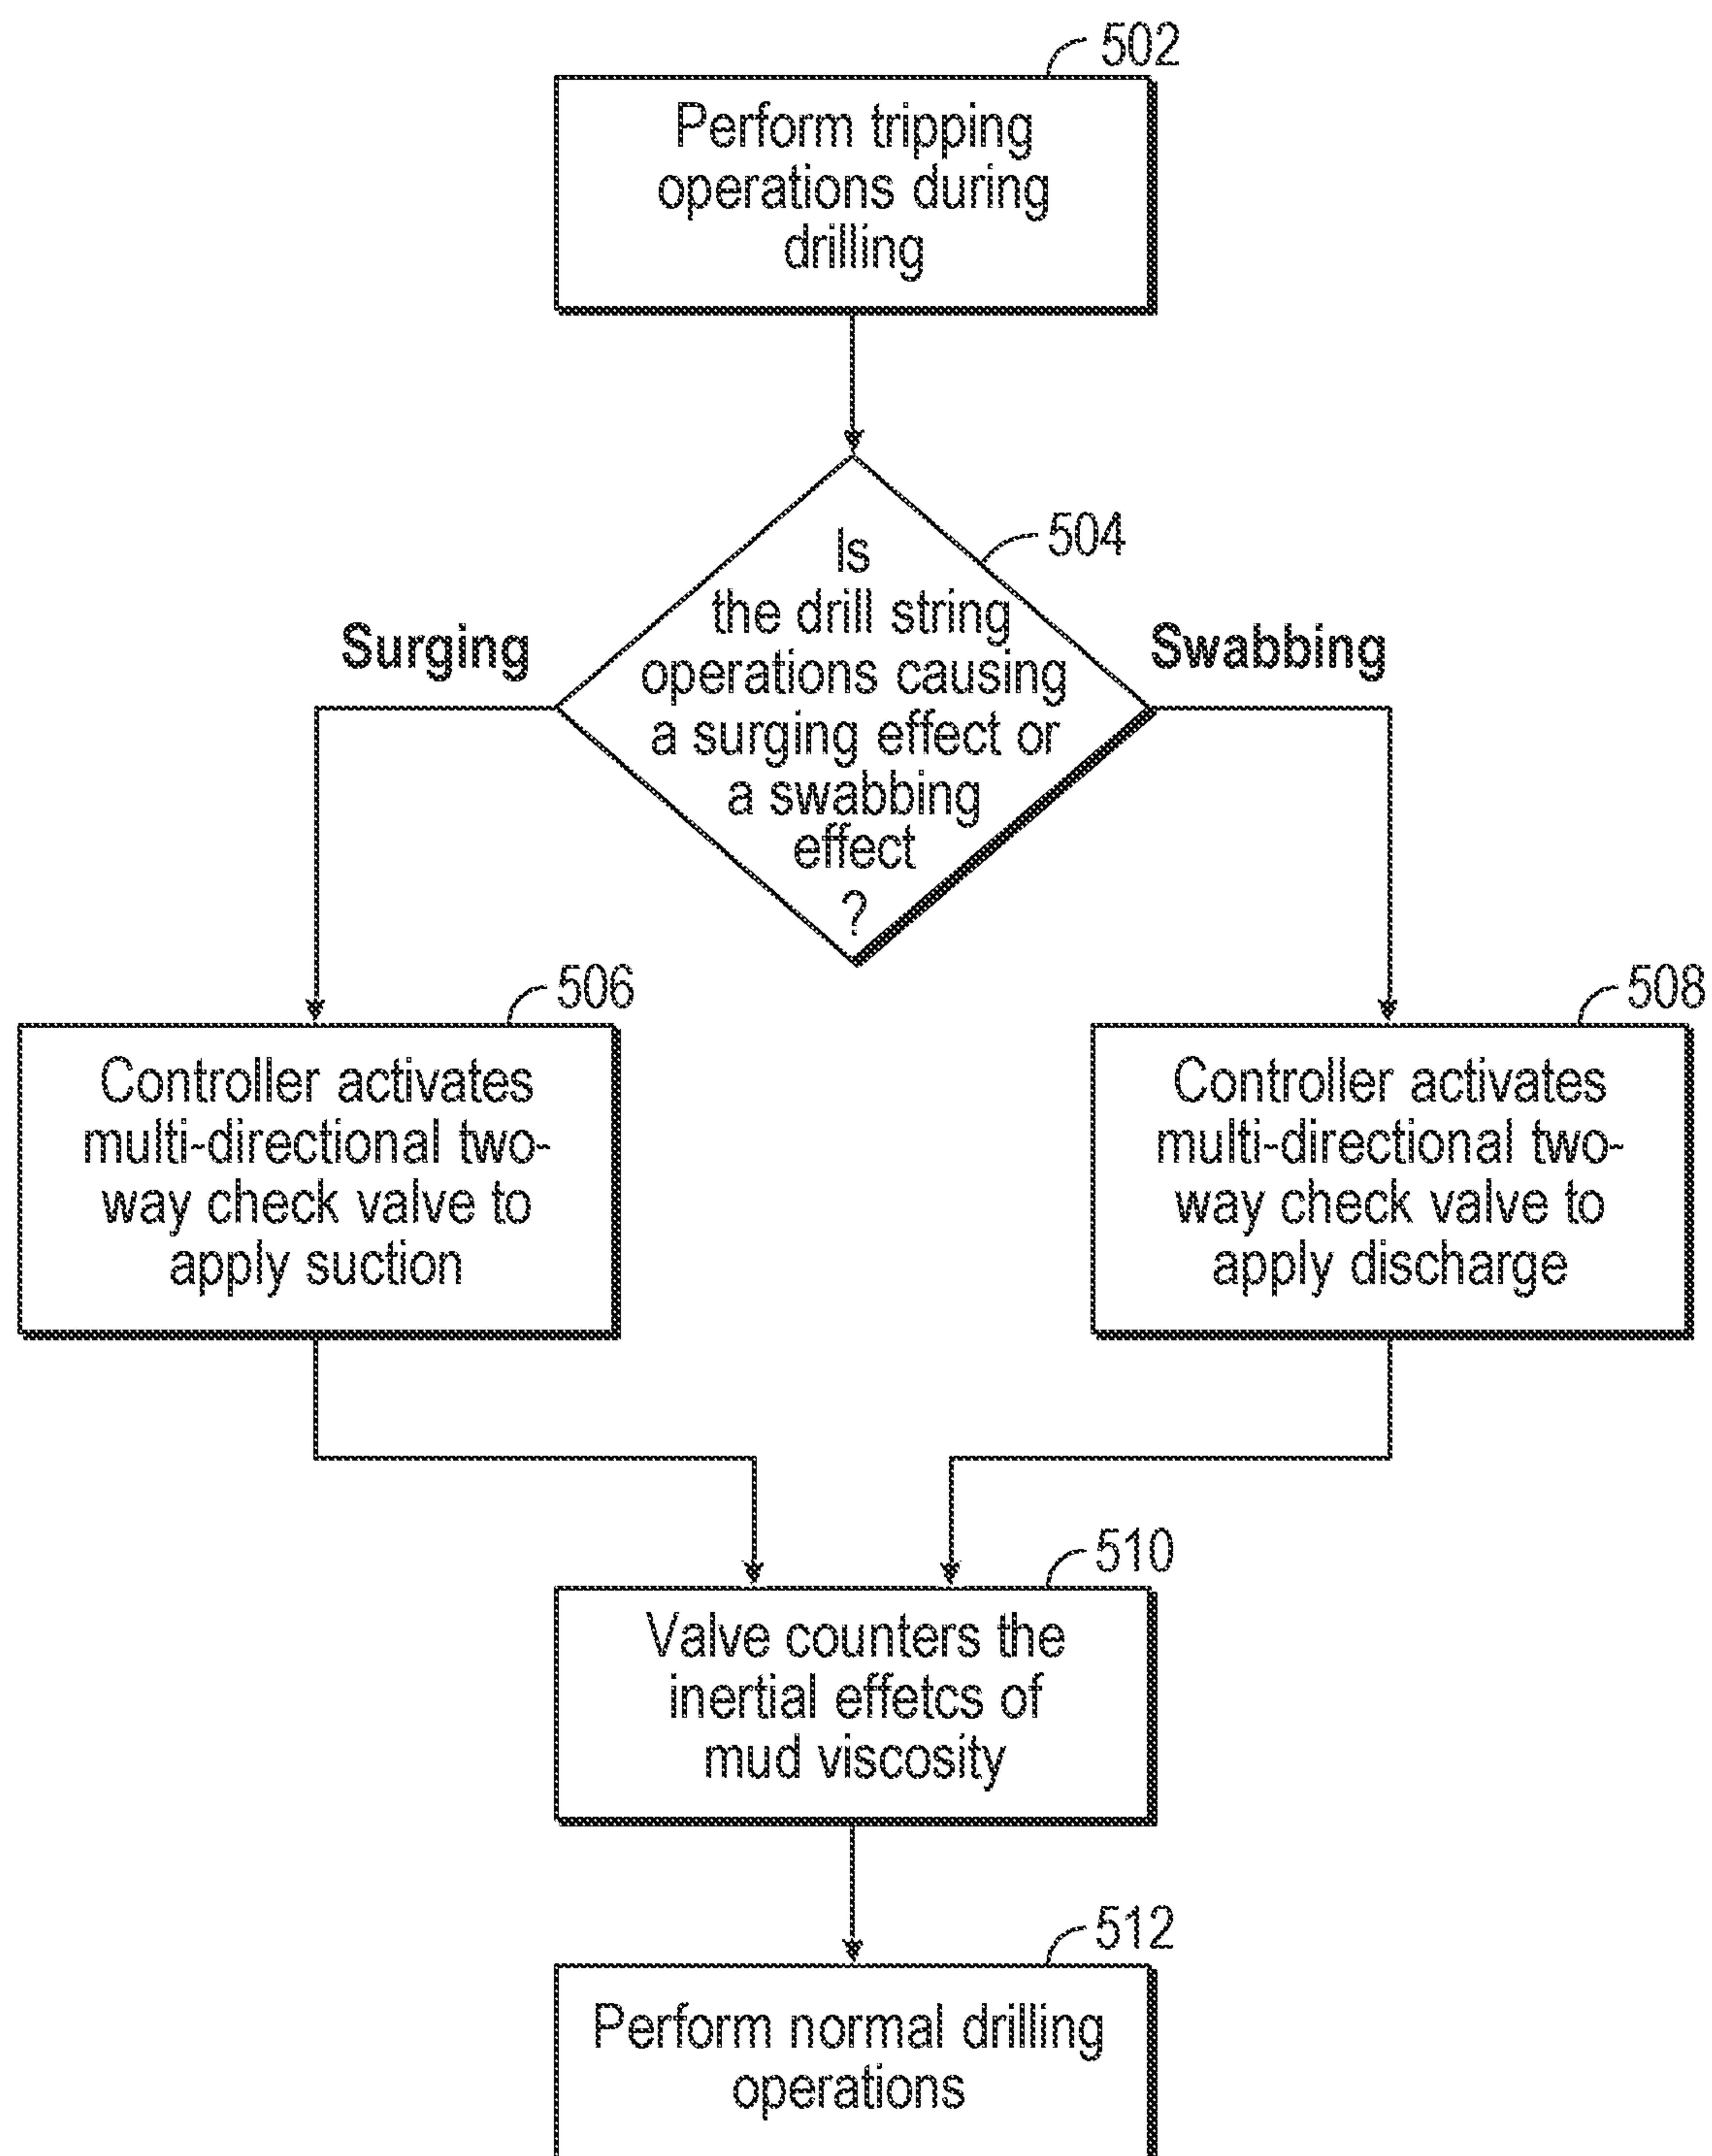 502
Perform tripping
operations during
drilling
504
Is
the drill string
operations causing
a surging effect or
a swabbing
effect
?
Surging
Swabbing
506
Controller activates
multi-directional two-
way check valve to
apply suction
508
Controller activates
multi-directional two-
way check valve to
apply discharge
510
Valve counters the
inertial effetcs of
mud viscosity
512
Perform normal drilling
operations